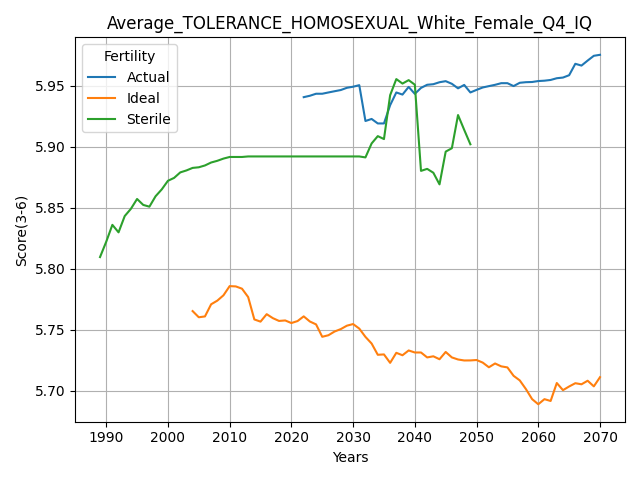 Average_TOLERANCE_HOMOSEXUAL_White_Female_Q4_IQ
Fertility
Actual
Ideal
Sterile
Score(3-6)
5.95
5.90
5.85
5.80
5.75
5.70
1990 2000 2010 2020 2030 2040 2050 2060 2070
Years